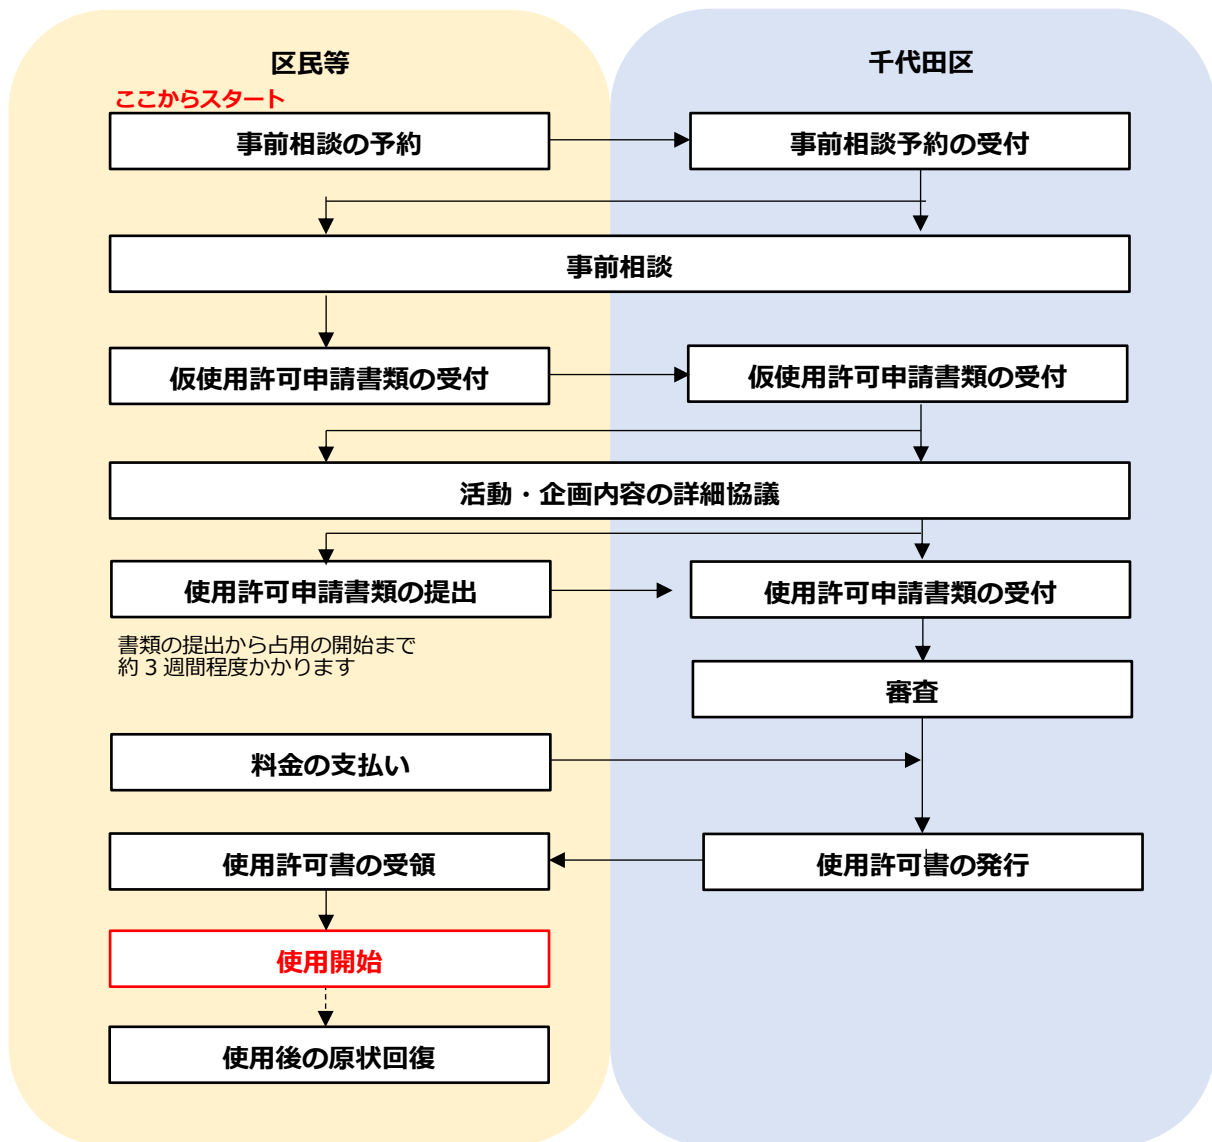 区民等
千代田区
ここからスタート
事前相談の予約
事前相談予約の受付
事前相談
仮使用許可申請書類の受付
仮使用許可申請書類の受付
活動・企画内容の詳細協議
使用許可申請書類の提出
使用許可申請書類の受付
書類の提出から占用の開始まで
約3週間程度かかります
審査
料金の支払い
使用許可書の受領
使用許可書の発行
使用開始
使用後の原状回復